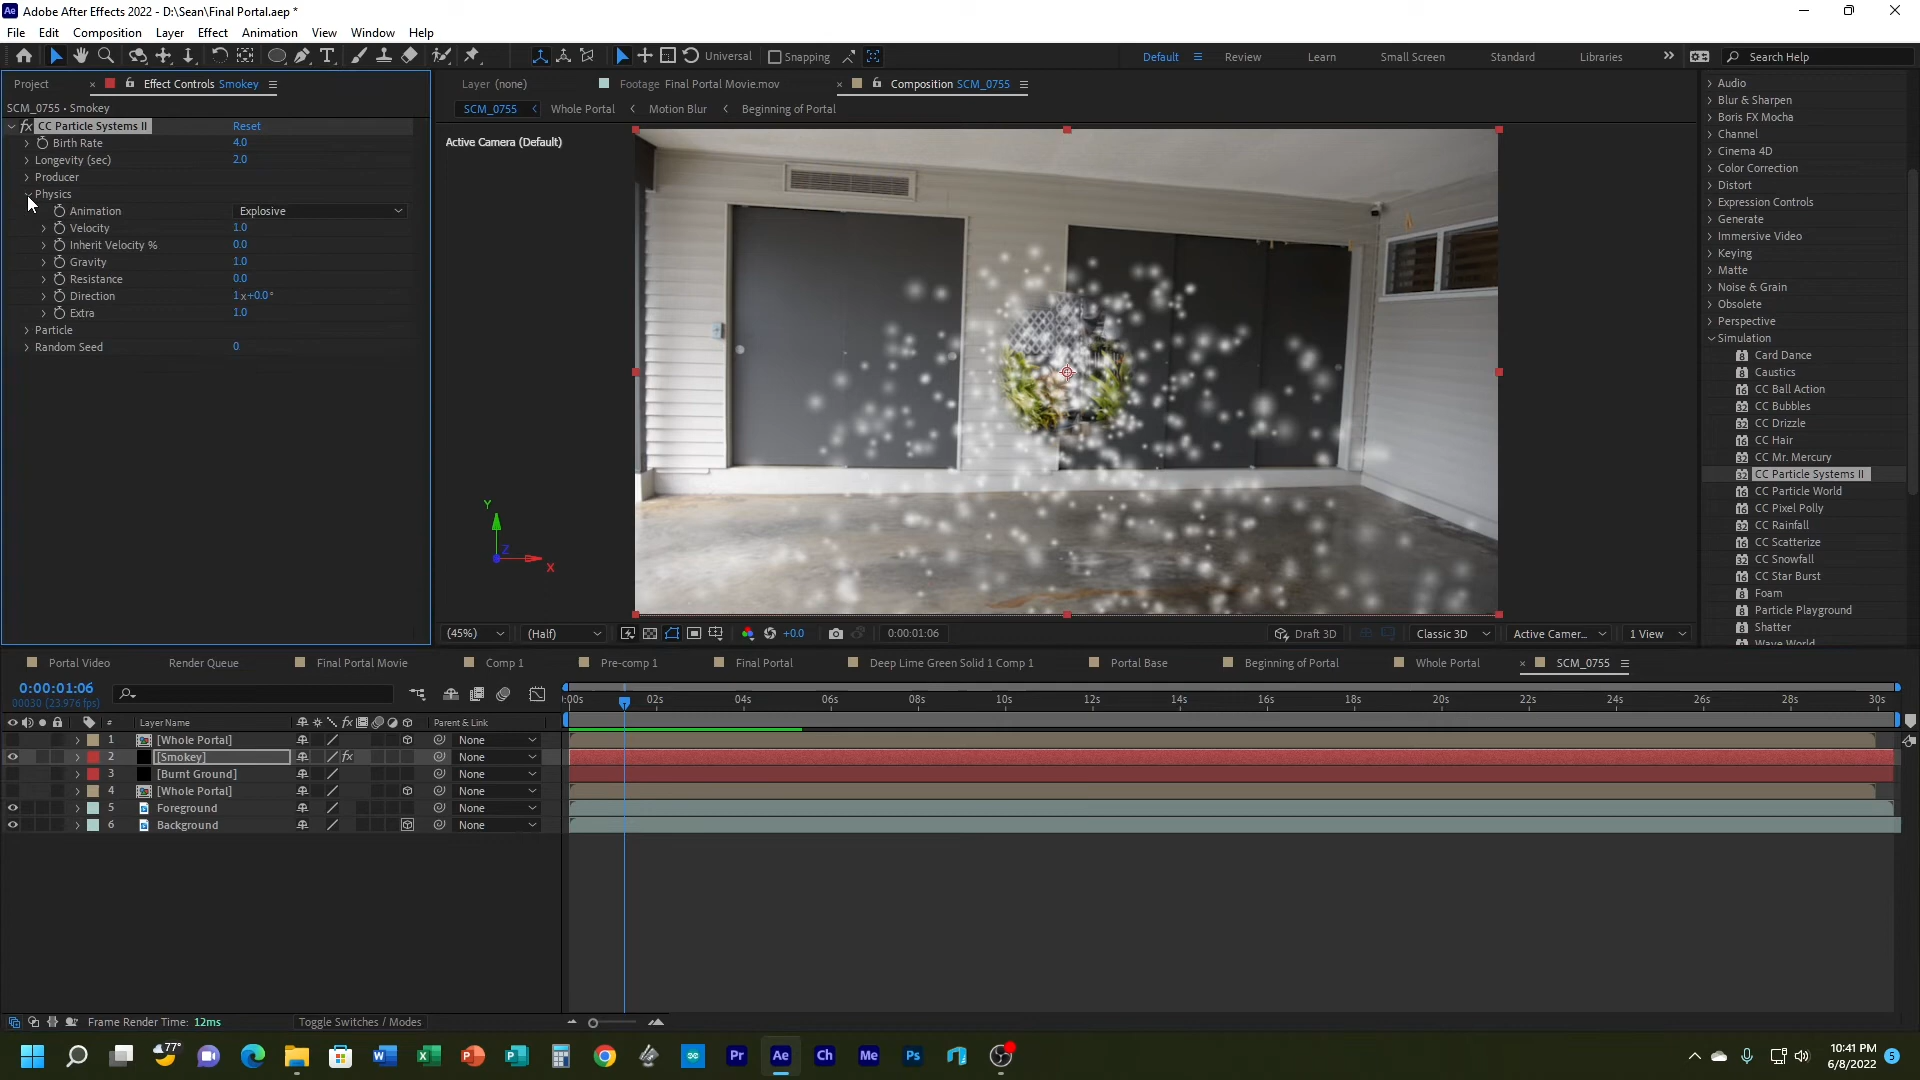 Adobe After Effects 2022 - D:\Sean\Final Portal.aep *
File Edit Composition Layer Effect Animation View Window Help
Universal Snapping Default Review Learn Small Screen Standard Libraries Search Help
Project Effect Controls Smokey
Layer (none) Footage Final Portal Movie.mov Composition SCM_0755
SCM_0755 • Smokey
SCM_0755 Whole Portal Motion Blur Beginning of Portal
fx CC Particle Systems II Reset
Birth Rate 4.0
Longevity (sec) 2.0
Producer
Physics
Animation Explosive
Velocity 1.0
Inherit Velocity % 0.0
Gravity 1.0
Resistance 0.0
Direction 1x+0.0°
Extra 1.0
Particle
Random Seed 0
Active Camera (Default)
Y
Z
X
(45%) (Half) +0.0 0:00:01:06 Draft 3D Classic 3D Active Camer... 1 View
Audio
Blur & Sharpen
Boris FX Mocha
Channel
Cinema 4D
Color Correction
Distort
Expression Controls
Generate
Immersive Video
Keying
Matte
Noise & Grain
Obsolete
Perspective
Simulation
Card Dance
Caustics
CC Ball Action
CC Bubbles
CC Drizzle
CC Hair
CC Mr. Mercury
CC Particle Systems II
CC Particle World
CC Pixel Polly
CC Rainfall
CC Scatterize
CC Snowfall
CC Star Burst
Foam
Particle Playground
Shatter
Wave World
Portal Video Render Queue Final Portal Movie Comp 1 Pre-comp 1 Final Portal Deep Lime Green Solid 1 Comp 1 Portal Base Beginning of Portal Whole Portal SCM_0755
0:00:01:06
00030 (23.976 fps)
:00s 02s 04s 06s 08s 10s 12s 14s 16s 18s 20s 22s 24s 26s 28s 30s
# Layer Name fx Parent & Link
1 [Whole Portal] None
2 [Smokey] fx None
3 [Burnt Ground] None
4 [Whole Portal] None
5 Foreground None
6 Background None
Frame Render Time: 12ms Toggle Switches / Modes
77° Pr Ae Ch Me Ps
10:41 PM
6/8/2022
5